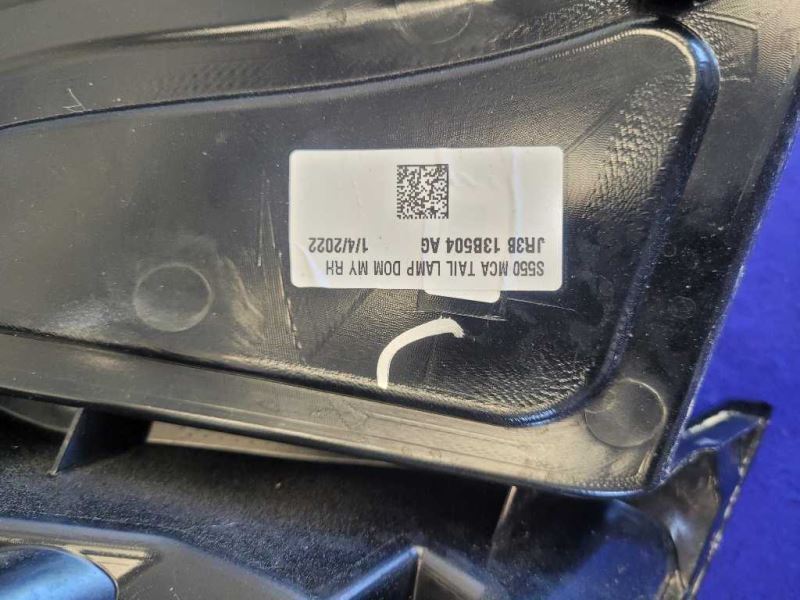 S550 MCA TAIL LAMP DOM MY RH
JR3B 13B504 AG 1/4/2022